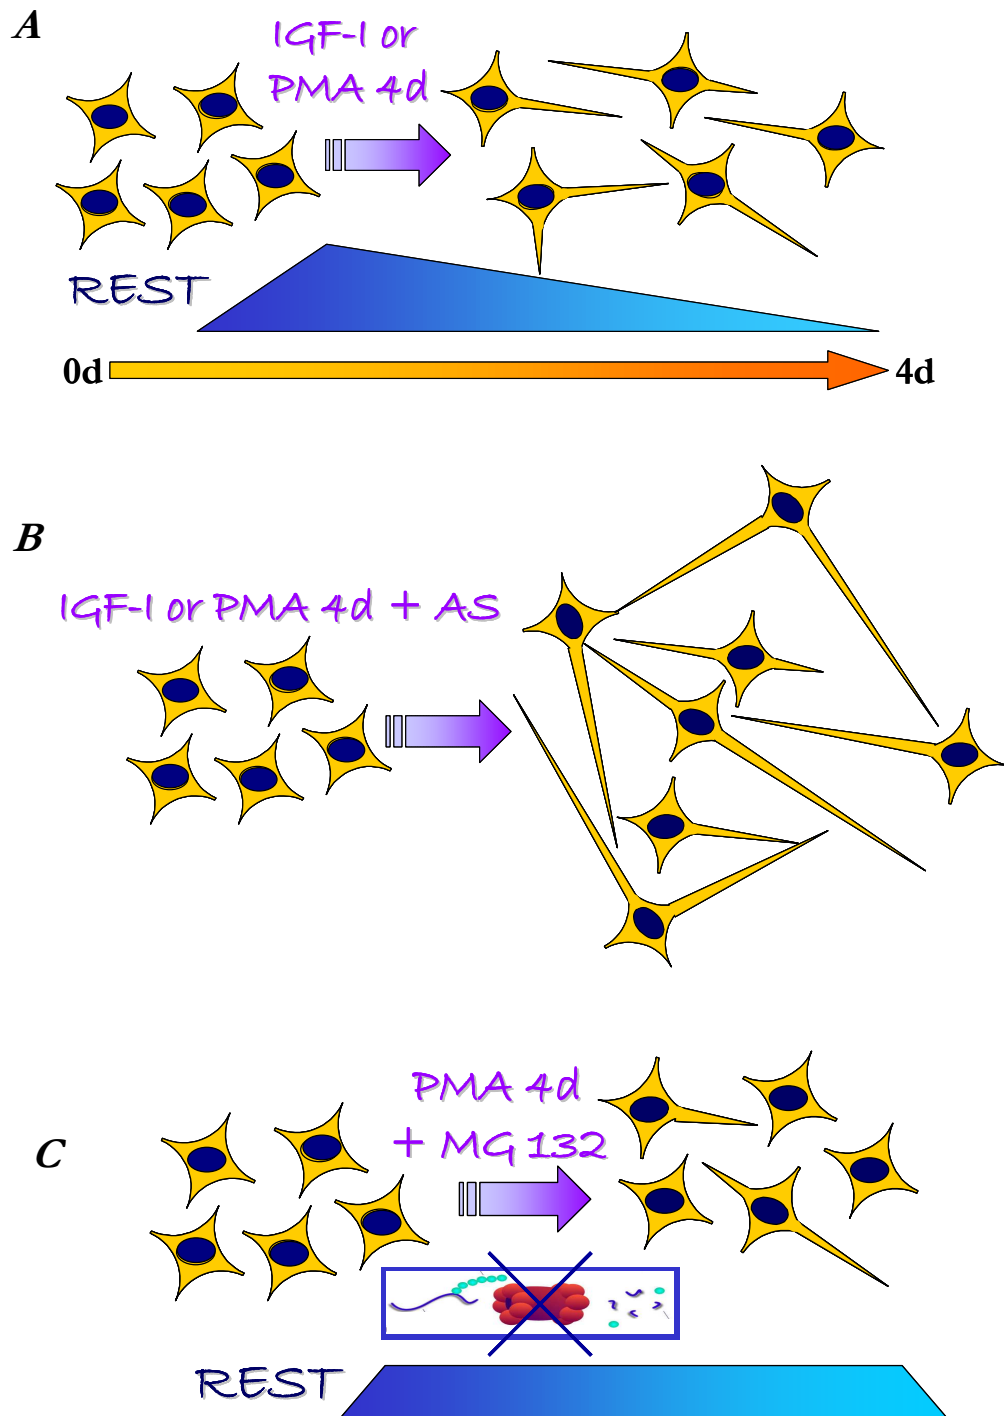 A
IGF-I or
PMA 4d
REST
0d
4d
B
IGF-I or PMA 4d + AS
C
PMA 4d
+ MG 132
REST